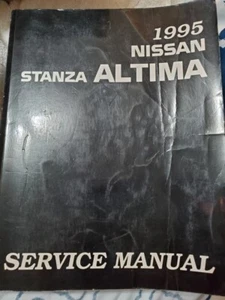 1995
NISSAN
STANZA ALTIMA
SERVICE MANUAL